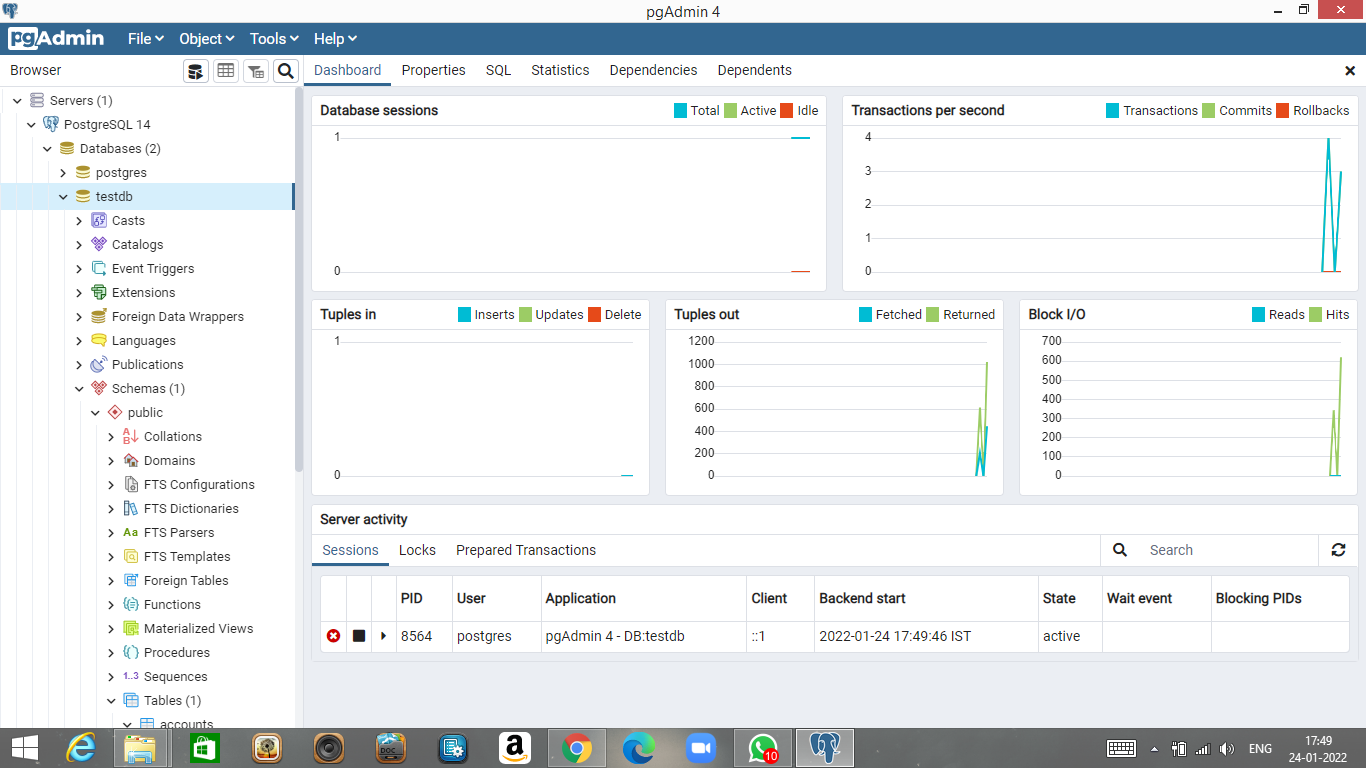 pgAdmin 4
pgAdmin File Object Tools Help
Browser
Dashboard Properties SQL Statistics Dependencies Dependents
Servers (1)
PostgreSQL 14
Databases (2)
postgres
testdb
Casts
Catalogs
Event Triggers
Extensions
Foreign Data Wrappers
Languages
Publications
Schemas (1)
public
Collations
Domains
FTS Configurations
FTS Dictionaries
Aa FTS Parsers
FTS Templates
Foreign Tables
Functions
Materialized Views
Procedures
1..3 Sequences
Tables (1)
accounts
Database sessions Total Active Idle
1
0
Transactions per second Transactions Commits Rollbacks
4
3
2
1
0
Tuples in Inserts Updates Delete
1
0
Tuples out Fetched Returned
1200
1000
800
600
400
200
0
Block I/O Reads Hits
700
600
500
400
300
200
100
0
Server activity
Sessions Locks Prepared Transactions Search
PID User Application Client Backend start State Wait event Blocking PIDs
8564 postgres pgAdmin 4 - DB:testdb ::1 2022-01-24 17:49:46 IST active
DOC
a
10
ENG
17:49
24-01-2022